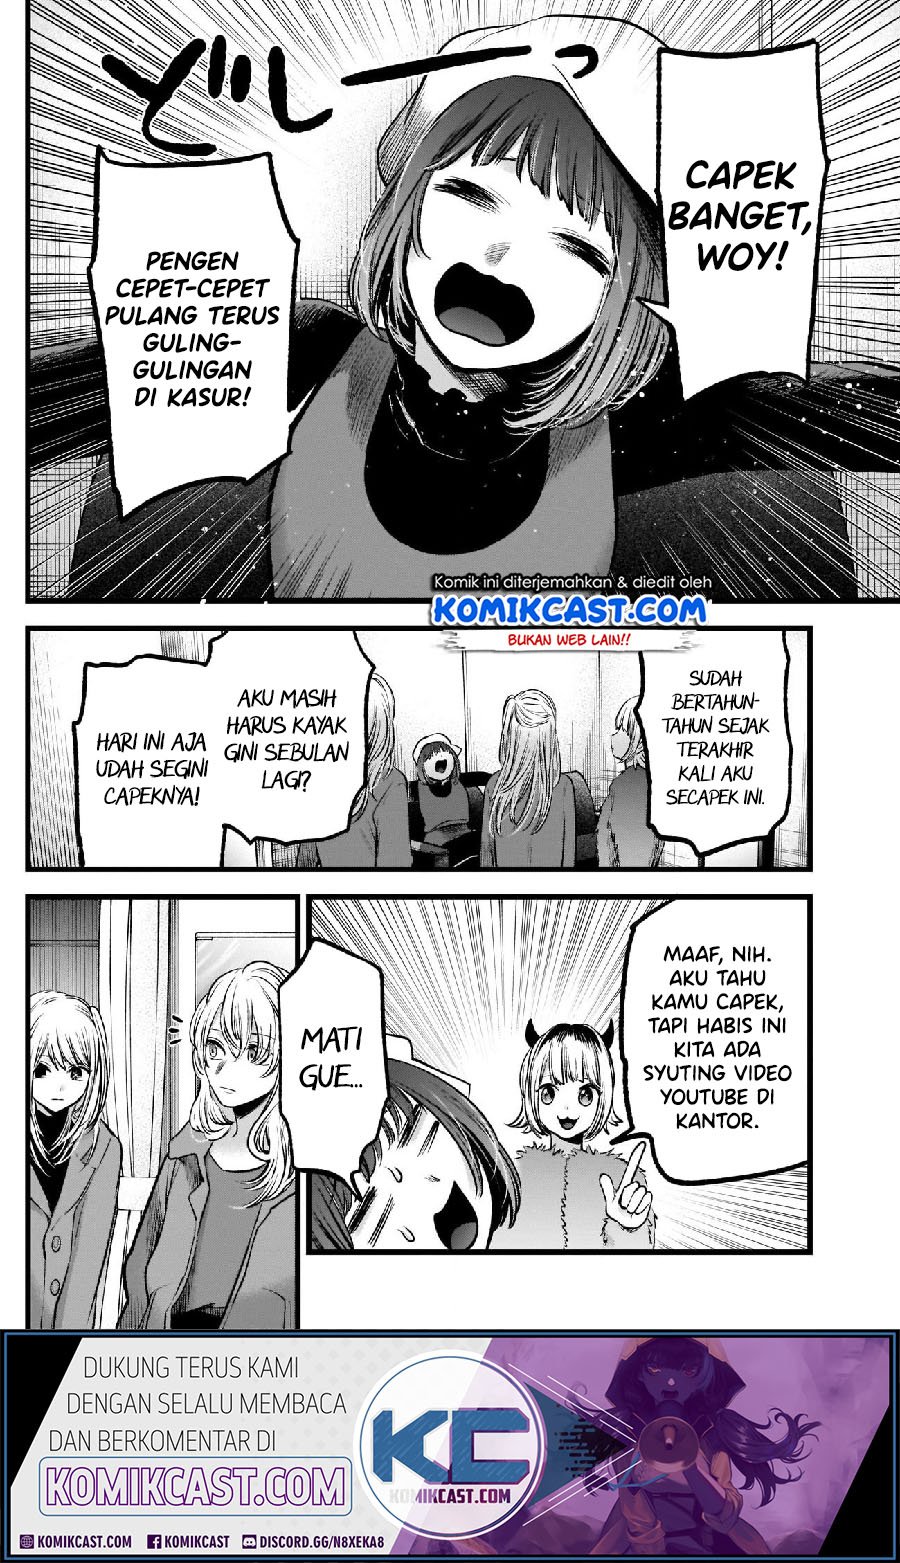 どしーっ
CAPEK
BANGET,
WOY!
PENGEN
CEPET-CEPET
PULANG TERUS
GULING-
GULINGAN
DI KASUR!
Komik ini diterjemahkan & diedit oleh
KOMIKCAST.COM
BUKAN WEB LAIN!!
SUDAH
BERTAHUN-
TAHUN SEJAK
TERAKHIR
KALI AKU
SECAPEK INI.
AKU MASIH
HARUS KAYAK
GINI SEBULAN
LAGI?
HARI INI AJA
UDAH SEGINI
CAPEKNYA!
MAAF, NIH.
AKU TAHU
KAMU CAPEK,
TAPI HABIS INI
KITA ADA
SYUTING VIDEO
YOUTUBE DI
KANTOR.
MATI
GUE...
DUKUNG TERUS KAMI
DENGAN SELALU MEMBACA
DAN BERKOMENTAR DI
KOMIKCAST.COM
KOMIKCAST.COM
KOMIKCAST
DISCORD.GG/N8XEKA8
KC
KOMIKCAST.COM